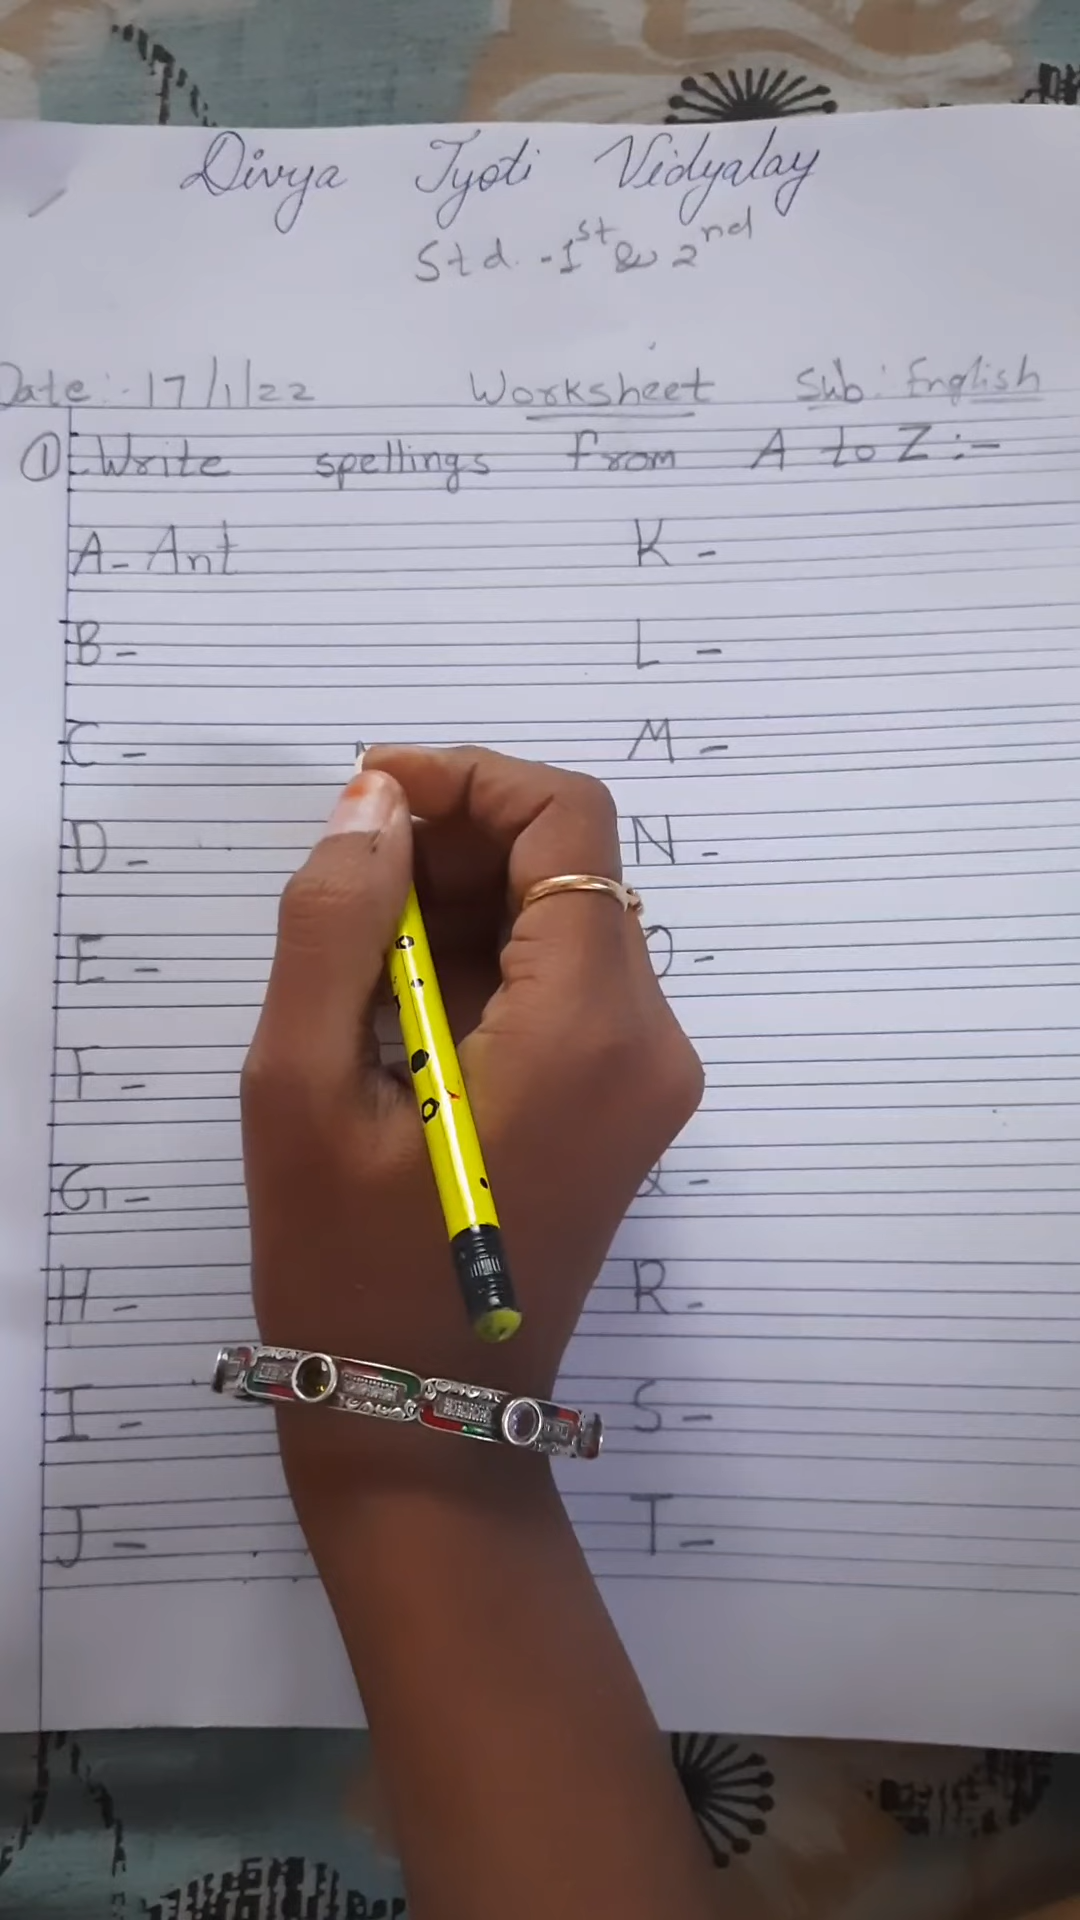 Divya Jyoti Vidyalay
Std. - 1st & 2nd
Date :- 17/1/22 Worksheet Sub : English
① Write spellings from A to Z :-
A - Ant K -
B - L -
C - M -
D - N -
E - O -
F -
G - Q -
H - R -
I - S -
J - T -